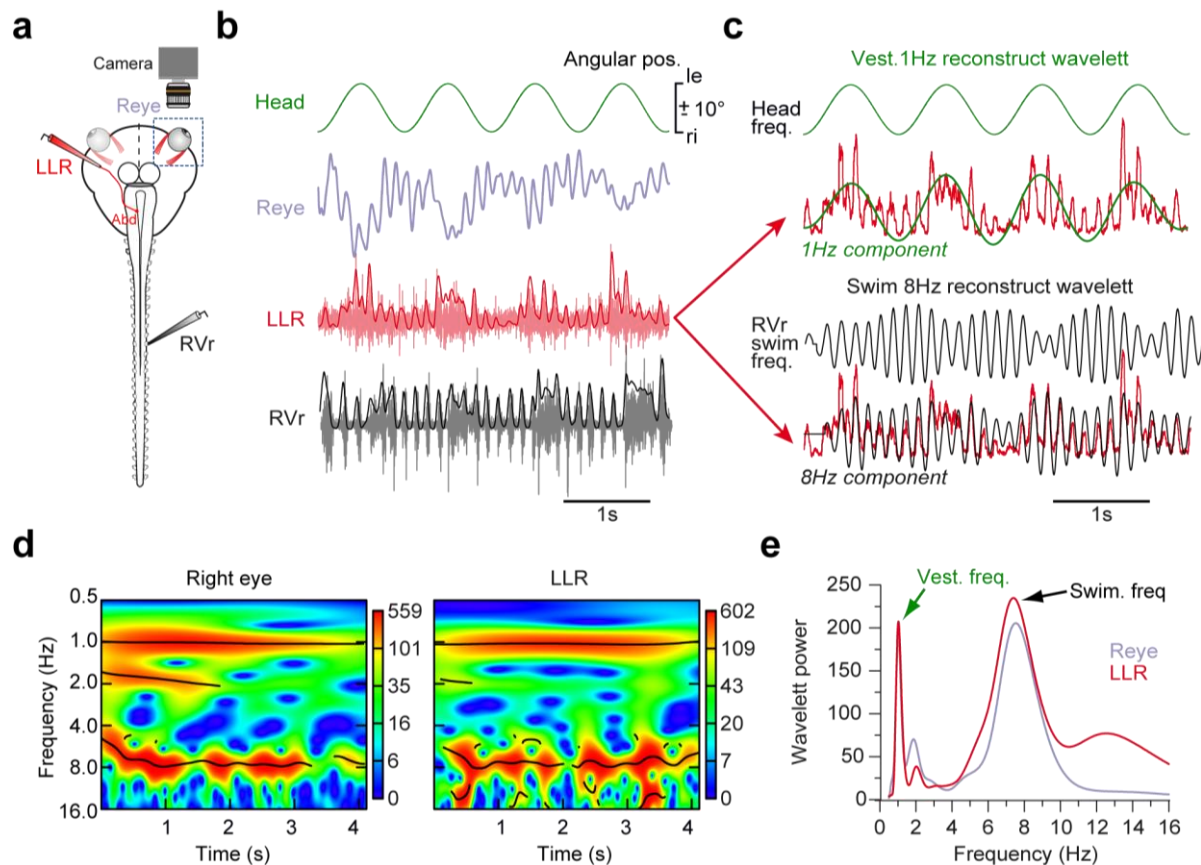 a
Camera
Reye
LLR
Abd
RVr
b
Angular pos.
Head
le
± 10°
ri
Reye
LLR
RVr
1s
c
Vest.1Hz reconstruct wavelett
Head
freq.
1Hz component
Swim 8Hz reconstruct wavelett
RVr
swim
freq.
8Hz component
1s
d
Right eye
LLR
Frequency (Hz)
0.5
1.0
2.0
4.0
8.0
16.0
1 2 3 4
Time (s)
559
101
35
16
6
0
1 2 3 4
Time (s)
602
109
43
20
7
0
e
Vest. freq.
Swim. freq
Reye
LLR
Wavelett power
250
200
150
100
50
0
0 2 4 6 8 10 12 14 16
Frequency (Hz)